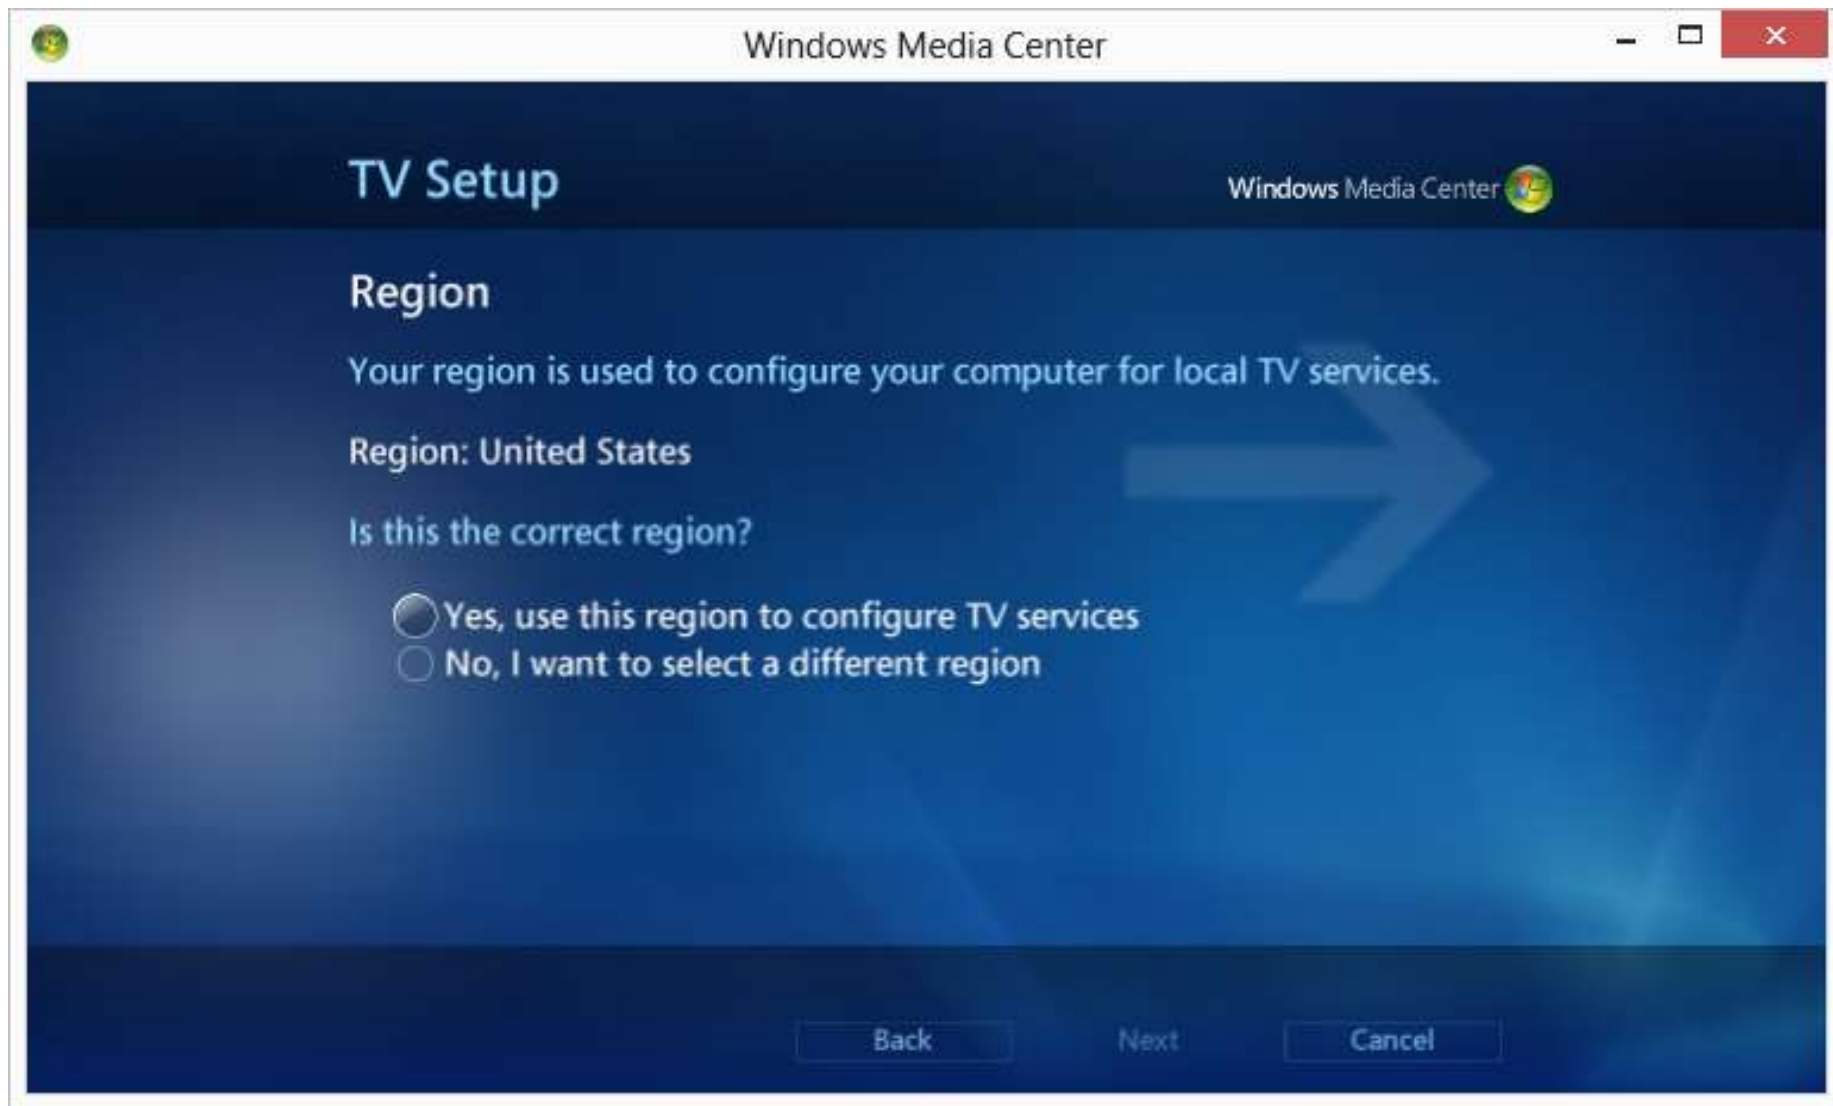 Windows Media Center
TV Setup
Windows Media Center
Region
Your region is used to configure your computer for local TV services.
Region: United States
Is this the correct region?
Yes, use this region to configure TV services
No, I want to select a different region
Back Next Cancel